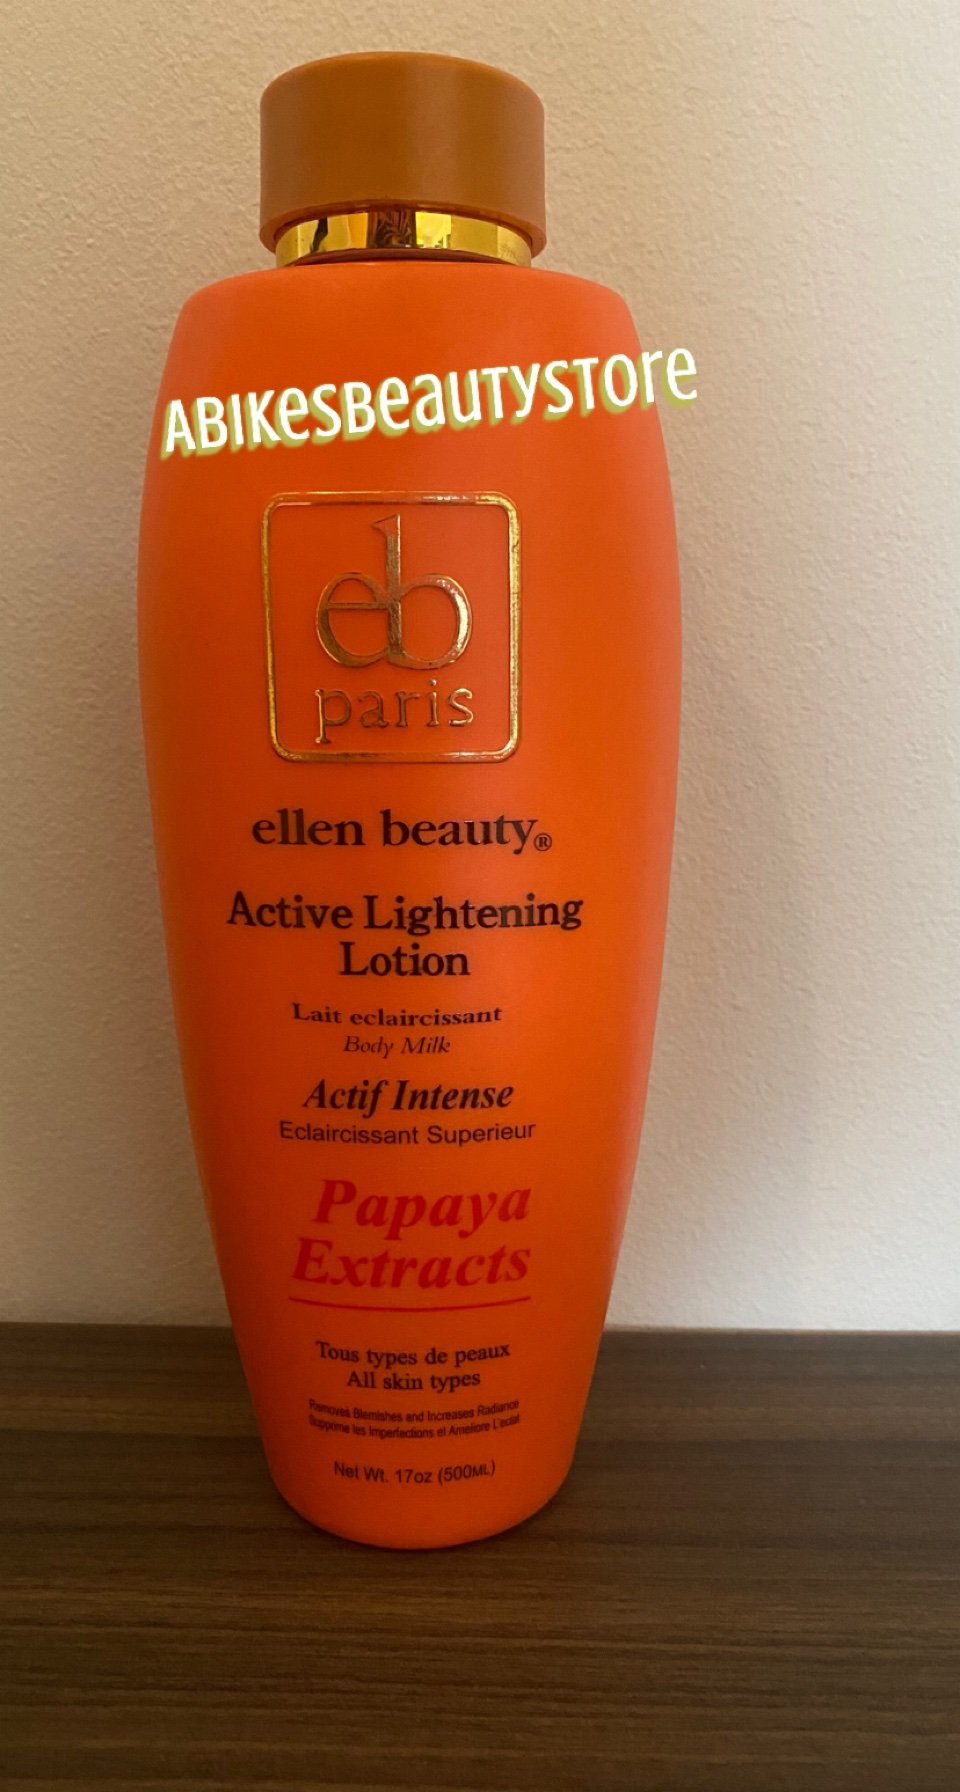 ABIKesBeauTysTore
eb
paris
ellen beauty®
Active Lightening
Lotion
Lait eclaircissant
Body Milk
Actif Intense
Eclaircissant Superieur
Papaya
Extracts
Tous types de peaux
All skin types
Removes Blemishes and Increases Radiance
Supprime les Imperfections et Ameliore L'eclat
Net Wt. 17oz (500ML)